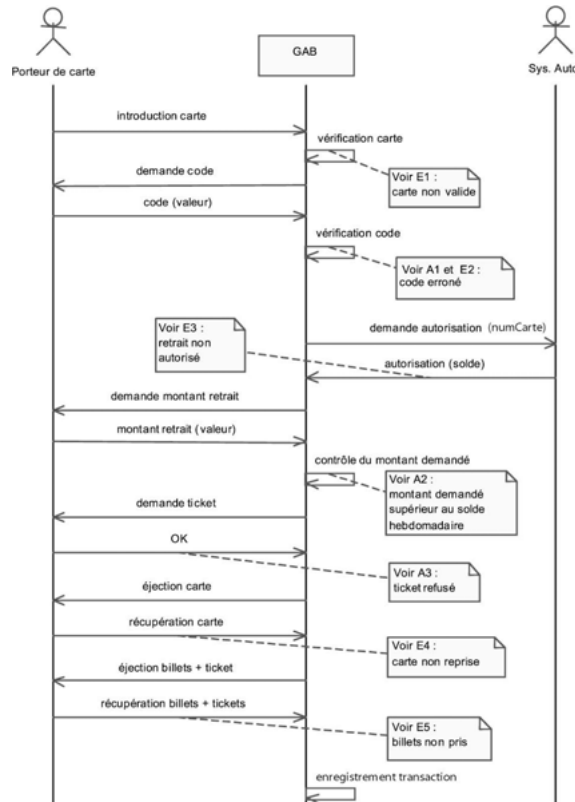 GAB
Porteur de carte
Sys. Auto
introduction carte
vérification carte
demande code
Voir E1 :
carte non valide
code (valeur)
vérification code
Voir A1 et E2 :
code erroné
Voir E3 :
retrait non
autorisé
demande autorisation (numCarte)
autorisation (solde)
demande montant retrait
montant retrait (valeur)
contrôle du montant demandé
Voir A2 :
montant demandé
supérieur au solde
hebdomadaire
demande ticket
OK
Voir A3 :
ticket refusé
éjection carte
récupération carte
Voir E4 :
carte non reprise
éjection billets + ticket
récupération billets + tickets
Voir E5 :
billets non pris
enregistrement transaction